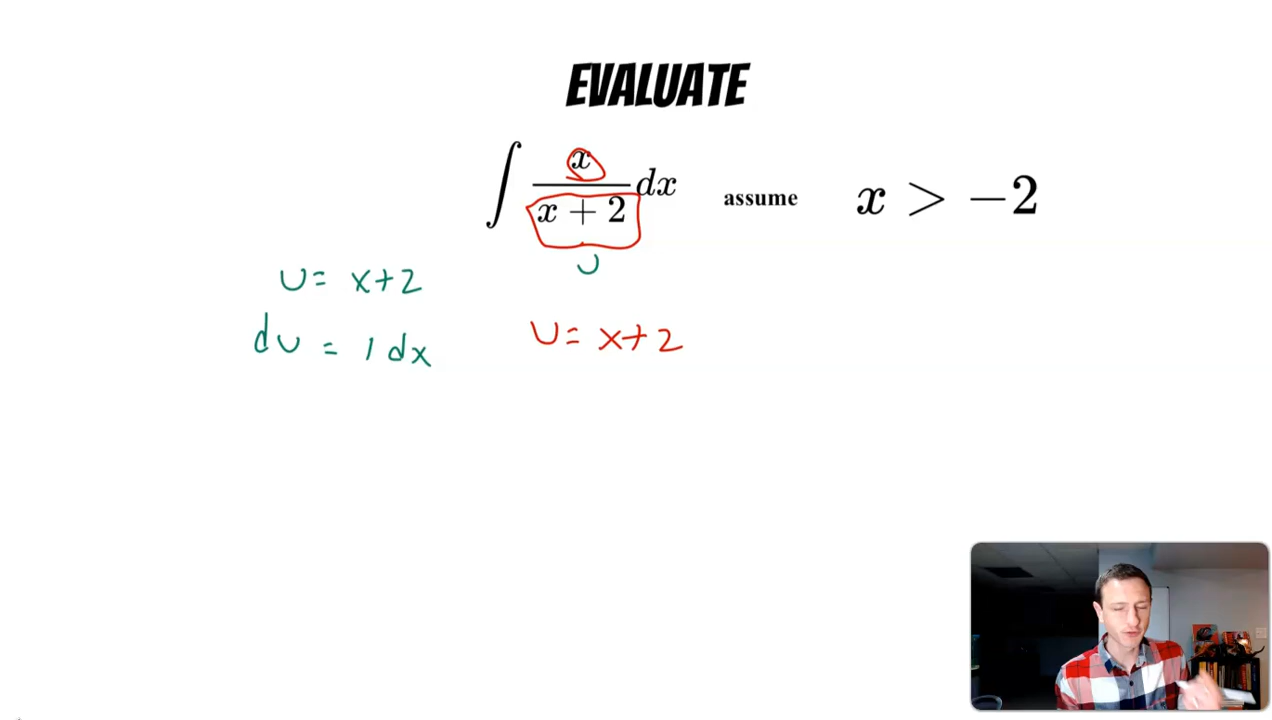 EVALUATE
∫ x/(x + 2) dx assume x > −2
U
U = x+2
dU = 1 dx
U = x+2